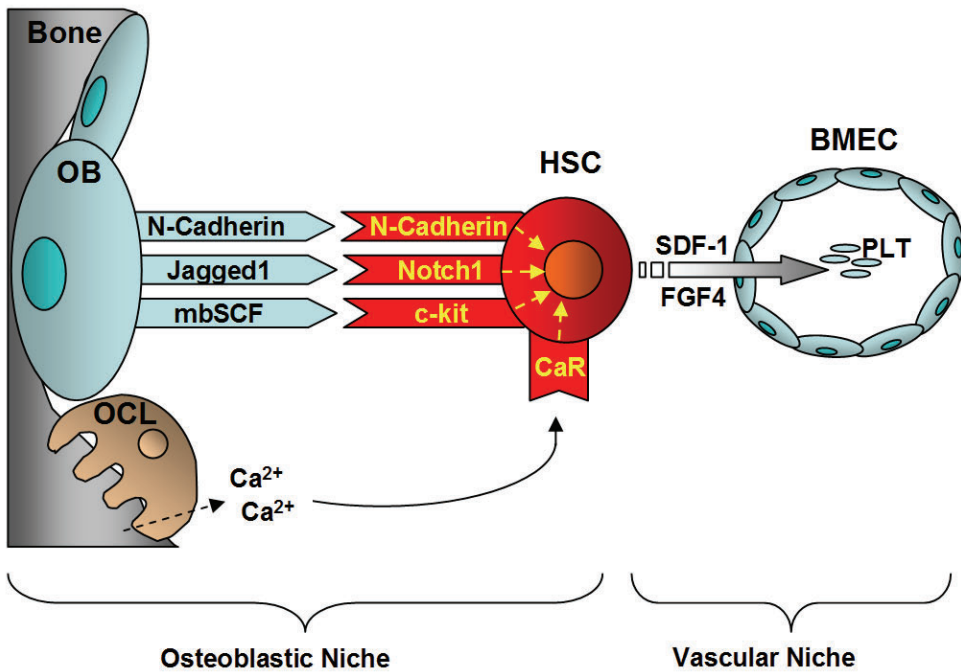 Bone
OB
HSC
BMEC
N-Cadherin
N-Cadherin
Jagged1
Notch1
mbSCF
c-kit
CaR
SDF-1
FGF4
PLT
OCL
Ca²⁺
Ca²⁺
Osteoblastic Niche
Vascular Niche